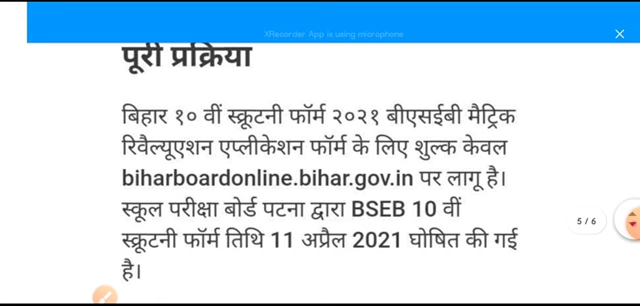 XRecorder App is using microphone
पूरी प्रक्रिया
बिहार १० वीं स्क्रूटनी फॉर्म २०२१ बीएसईबी मैट्रिक
रिवैल्यूएशन एप्लीकेशन फॉर्म के लिए शुल्क केवल
biharboardonline.bihar.gov.in पर लागू है।
स्कूल परीक्षा बोर्ड पटना द्वारा BSEB 10 वीं
5 / 6
स्क्रूटनी फॉर्म तिथि 11 अप्रैल 2021 घोषित की गई
है।